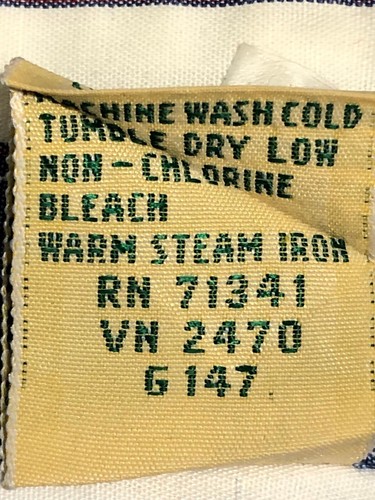 MACHINE WASH COLD
TUMBLE DRY LOW
NON-CHLORINE
BLEACH
WARM STEAM IRON
RN 71341
VN 2470
G 147